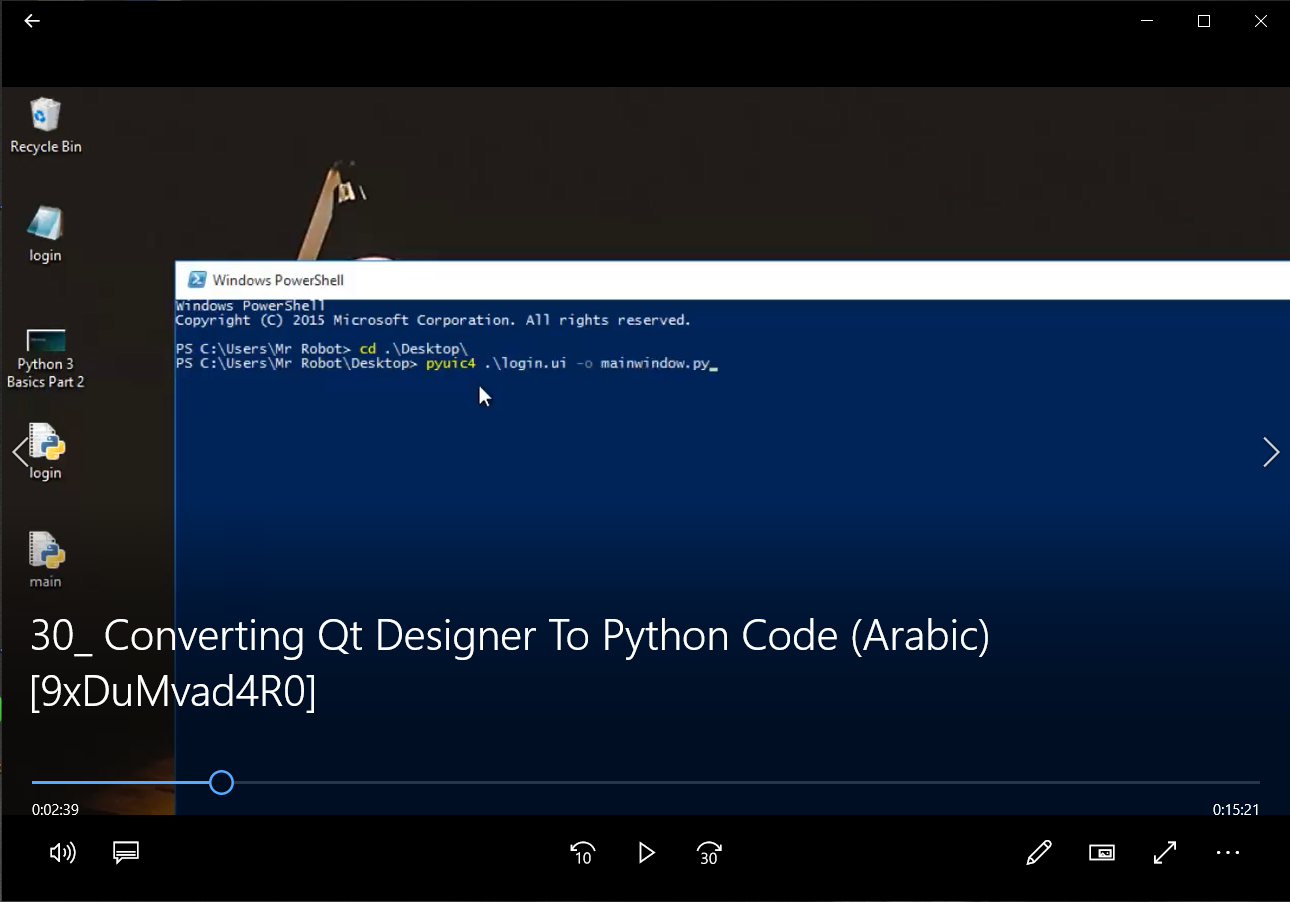 Recycle Bin
login
Windows PowerShell
Windows PowerShell
Copyright (C) 2015 Microsoft Corporation. All rights reserved.
PS C:\Users\Mr Robot> cd .\Desktop\
PS C:\Users\Mr Robot\Desktop> pyuic4 .\login.ui -o mainwindow.py
Python 3
Basics Part 2
login
main
30_ Converting Qt Designer To Python Code (Arabic)
[9xDuMvad4R0]
0:02:39
0:15:21
10
30